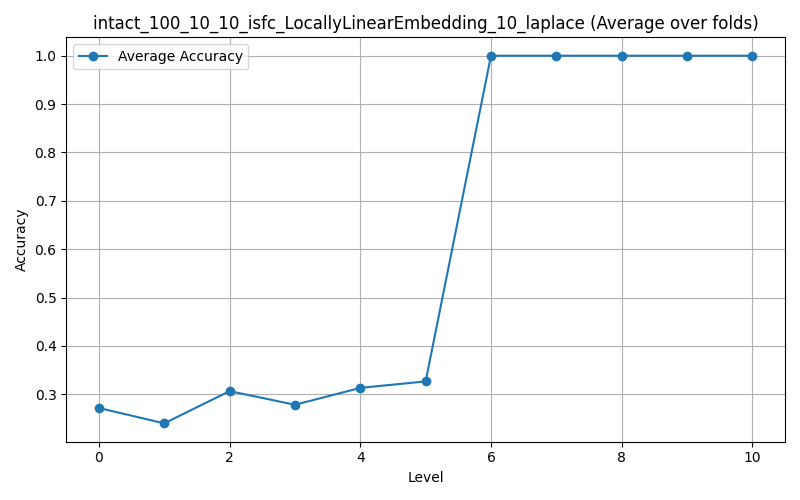 intact_100_10_10_isfc_LocallyLinearEmbedding_10_laplace (Average over folds)
Average Accuracy
Accuracy
1.0
0.9
0.8
0.7
0.6
0.5
0.4
0.3
0 2 4 6 8 10
Level